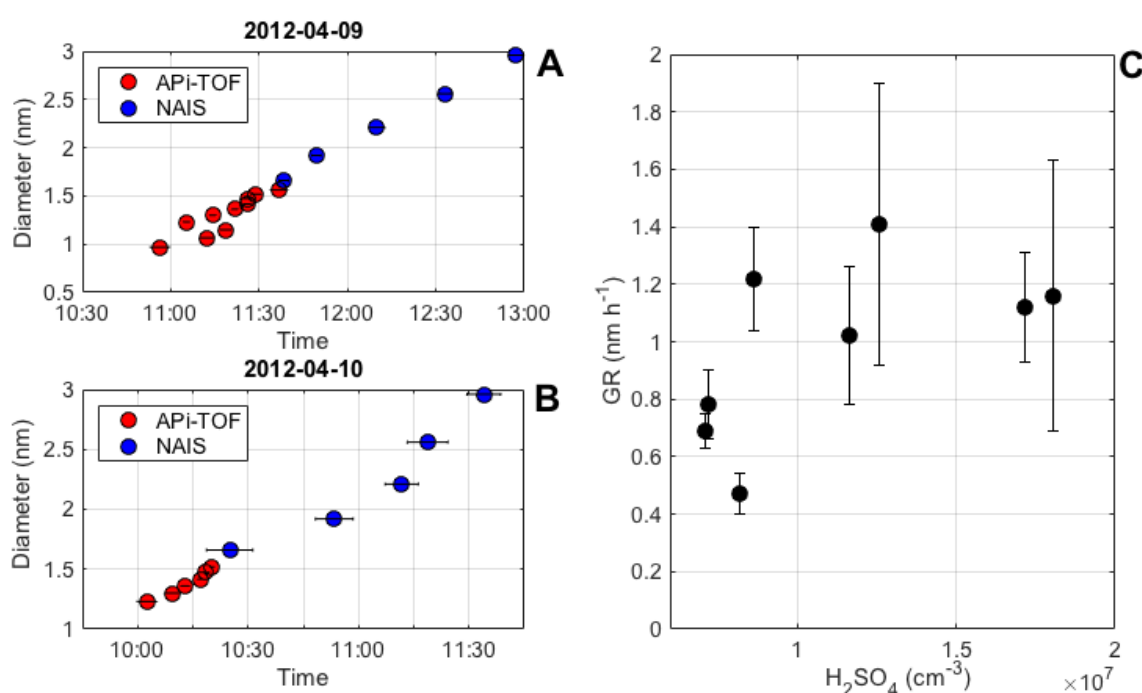 2012-04-09
A
Diameter (nm)
3
2.5
2
1.5
1
0.5
APi-TOF
NAIS
10:30 11:00 11:30 12:00 12:30 13:00
Time
2012-04-10
B
Diameter (nm)
3
2.5
2
1.5
1
APi-TOF
NAIS
10:00 10:30 11:00 11:30
Time
C
GR (nm h⁻¹)
2
1.8
1.6
1.4
1.2
1
0.8
0.6
0.4
0.2
0
1 1.5 2
H₂SO₄ (cm⁻³)
×10⁷